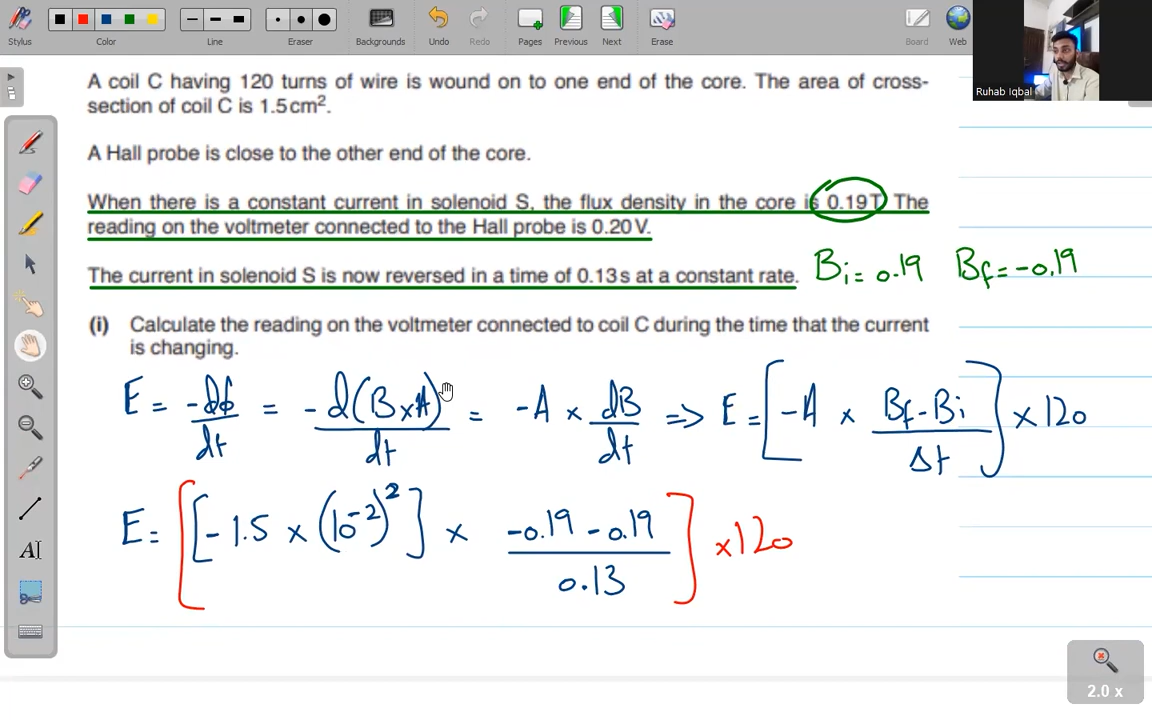 Stylus Color Line Eraser Backgrounds Undo Redo Pages Previous Next Erase Board Web
Ruhab Iqbal
A coil C having 120 turns of wire is wound on to one end of the core. The area of cross-
section of coil C is 1.5 cm².
A Hall probe is close to the other end of the core.
When there is a constant current in solenoid S, the flux density in the core is 0.19 T. The
reading on the voltmeter connected to the Hall probe is 0.20 V.
The current in solenoid S is now reversed in a time of 0.13 s at a constant rate. Bi = 0.19 Bf = -0.19
(i) Calculate the reading on the voltmeter connected to coil C during the time that the current
is changing.
E = -dϕ/dt = -d(B×A)/dt = -A × dB/dt => E = [-A × (Bf - Bi)/Δt] × 120
E = [[-1.5 × (10⁻²)²] × (-0.19 - 0.19)/0.13] ×120
AI
2.0 x